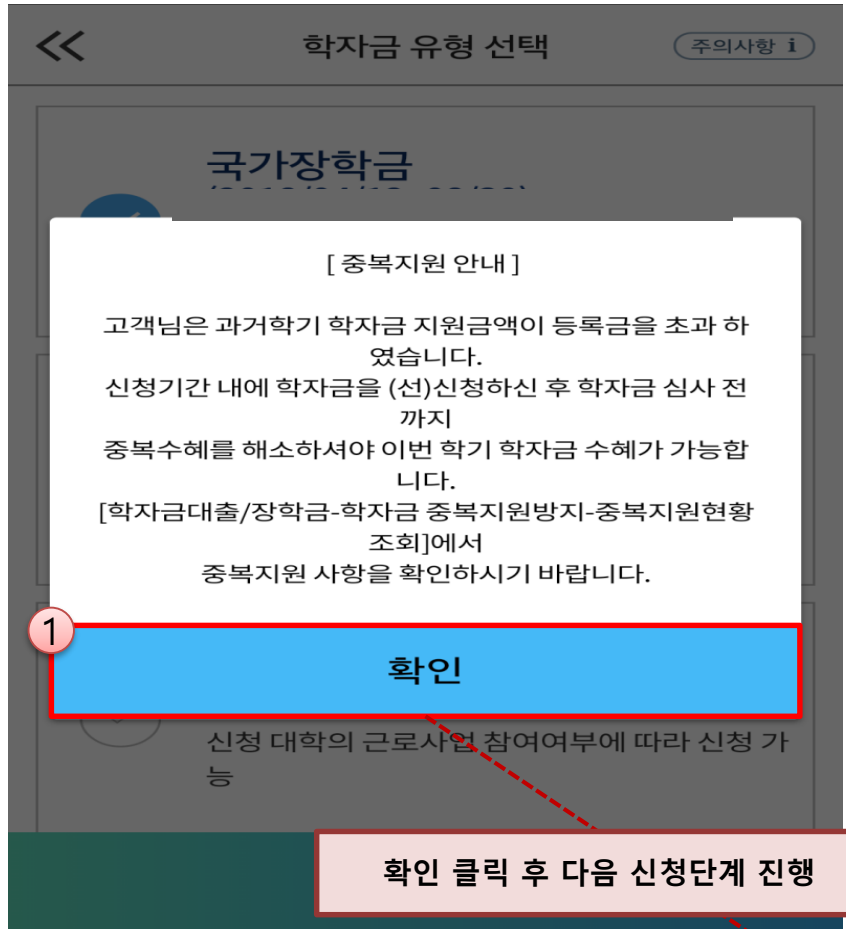 <<
학자금 유형 선택
주의사항 i
국가장학금
[ 중복지원 안내 ]
고객님은 과거학기 학자금 지원금액이 등록금을 초과 하
였습니다.
신청기간 내에 학자금을 (선)신청하신 후 학자금 심사 전
까지
중복수혜를 해소하셔야 이번 학기 학자금 수혜가 가능합
니다.
[학자금대출/장학금-학자금 중복지원방지-중복지원현황
조회]에서
중복지원 사항을 확인하시기 바랍니다.
1
확인
신청 대학의 근로사업 참여여부에 따라 신청 가
능
확인 클릭 후 다음 신청단계 진행